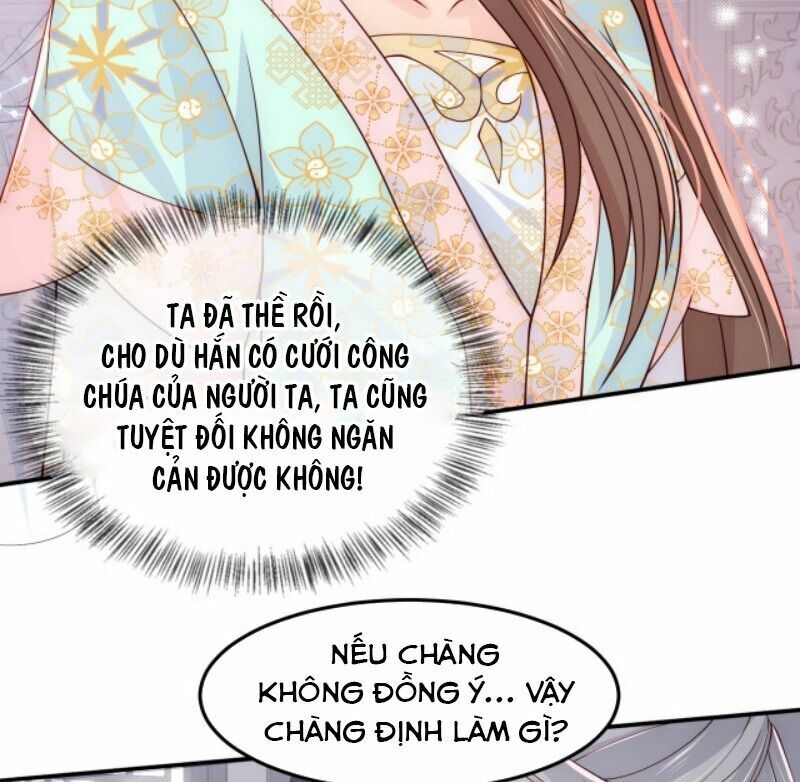 TA ĐÃ THỀ RỒI,
CHO DÙ HẮN CÓ CƯỚI CÔNG
CHÚA CỦA NGƯỜI TA, TA CŨNG
TUYỆT ĐỐI KHÔNG NGĂN
CẢN ĐƯỢC KHÔNG!
NẾU CHÀNG
KHÔNG ĐỒNG Ý... VẬY
CHÀNG ĐỊNH LÀM GÌ?